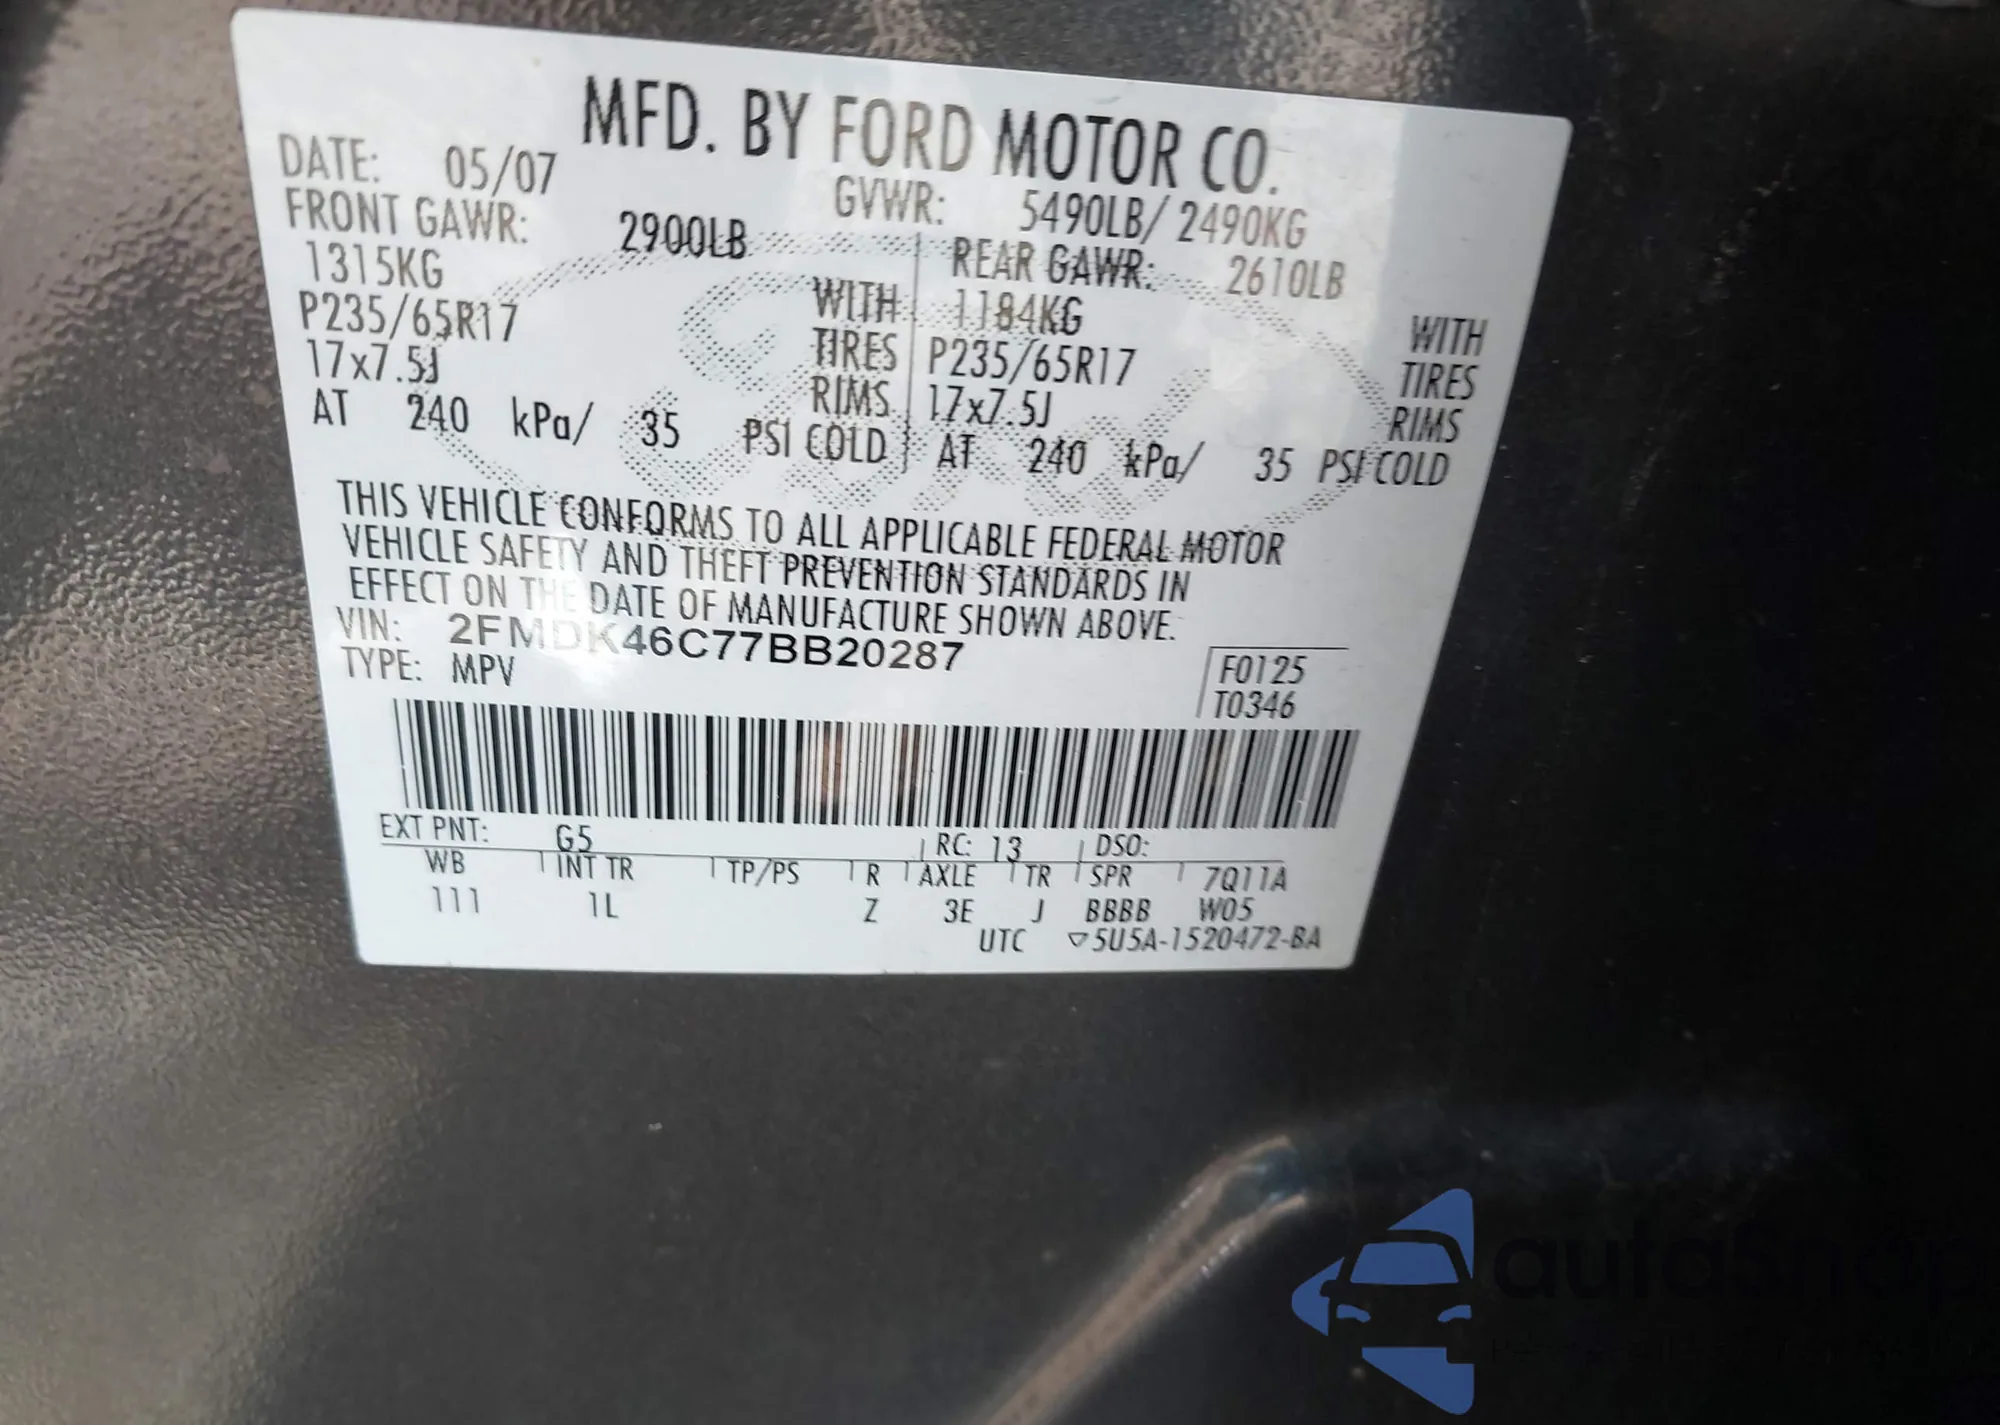 MFD. BY FORD MOTOR CO.
DATE: 05/07 GVWR: 5490LB/ 2490KG
FRONT GAWR: 2900LB REAR GAWR: 2610LB
1315KG WITH 1184KG WITH
P235/65R17 TIRES P235/65R17 TIRES
17x7.5J RIMS 17x7.5J RIMS
AT 240 kPa/ 35 PSI COLD AT 240 kPa/ 35 PSI COLD
THIS VEHICLE CONFORMS TO ALL APPLICABLE FEDERAL MOTOR
VEHICLE SAFETY AND THEFT PREVENTION STANDARDS IN
EFFECT ON THE DATE OF MANUFACTURE SHOWN ABOVE.
VIN: 2FMDK46C77BB20287
TYPE: MPV
F0125
T0346
EXT PNT: G5 RC: 13 DSO:
WB INT TR TP/PS R AXLE TR SPR 7Q11A
111 1L Z 3E J BBBB W05
UTC ▽5U5A-1520472-BA
autaSnap